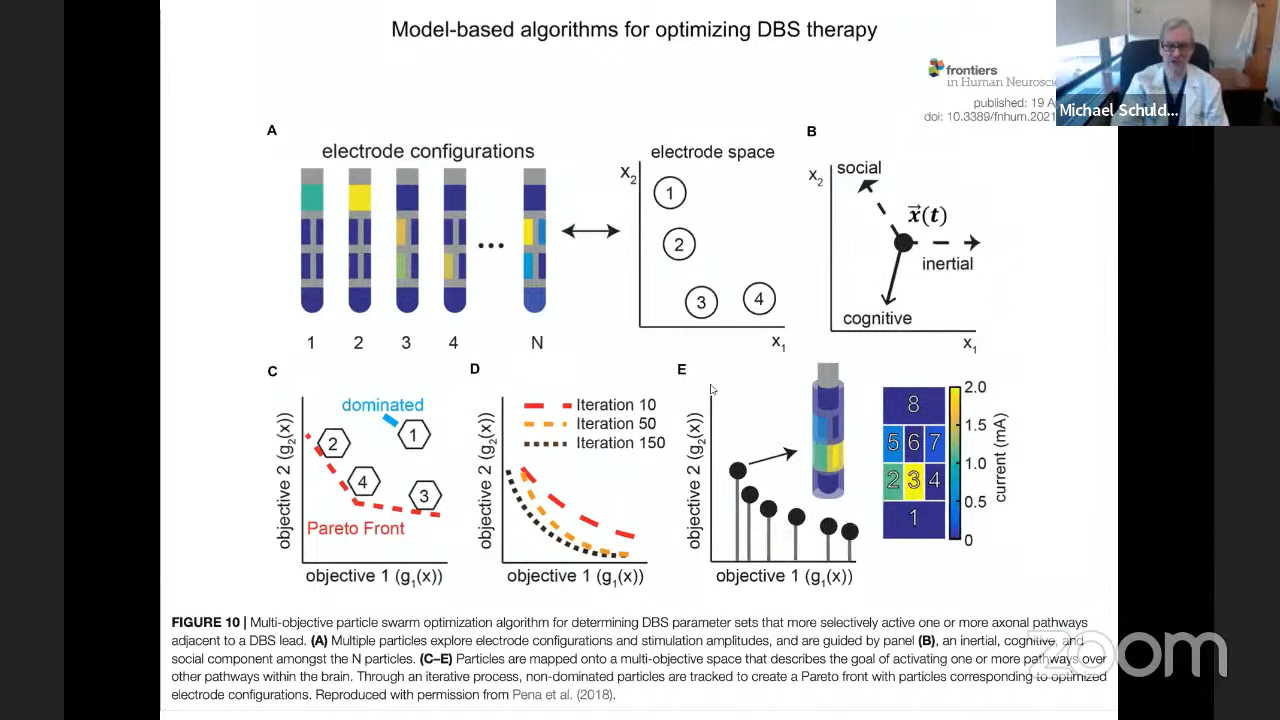 Model-based algorithms for optimizing DBS therapy
frontiers
in Human Neurosci
published: 19 A
doi: 10.3389/fnhum.2021
Michael Schuld...
A
electrode configurations
1 2 3 4 N
electrode space
x2
1
2
3
4
x1
B
x2
social
x(t)
inertial
cognitive
x1
C
objective 2 (g2(x))
dominated
1
2
4
3
Pareto Front
objective 1 (g1(x))
D
objective 2 (g2(x))
Iteration 10
Iteration 50
Iteration 150
objective 1 (g1(x))
E
objective 2 (g2(x))
objective 1 (g1(x))
8
5 6 7
2 3 4
1
2.0
1.5
1.0
0.5
0
current (mA)
FIGURE 10 | Multi-objective particle swarm optimization algorithm for determining DBS parameter sets that more selectively active one or more axonal pathways
adjacent to a DBS lead. (A) Multiple particles explore electrode configurations and stimulation amplitudes, and are guided by panel (B), an inertial, cognitive, and
social component amongst the N particles. (C–E) Particles are mapped onto a multi-objective space that describes the goal of activating one or more pathways over
other pathways within the brain. Through an iterative process, non-dominated particles are tracked to create a Pareto front with particles corresponding to optimized
electrode configurations. Reproduced with permission from Pena et al. (2018).
zoom